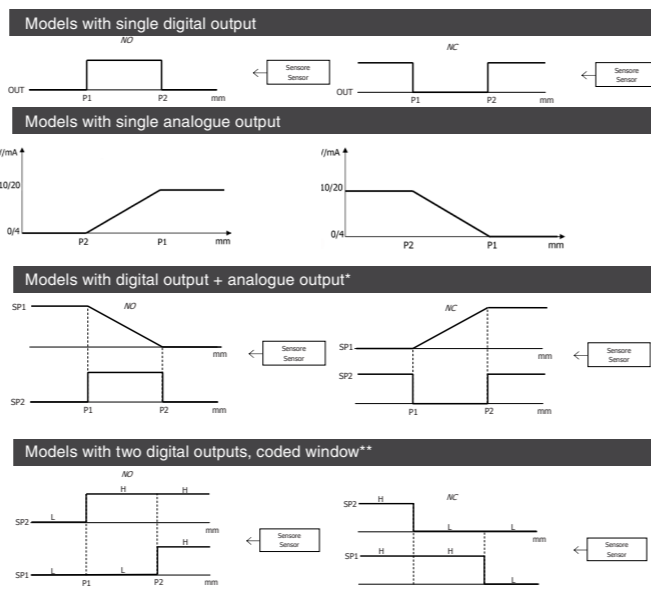 Models with single digital output
NO
NC
Sensore
Sensor
Sensore
Sensor
OUT
P1
P2
mm
OUT
P1
P2
mm
Models with single analogue output
/mA
10/20
0/4
P2
P1
mm
/mA
10/20
0/4
P2
P1
mm
Models with digital output + analogue output*
SP1
NO
mm
Sensore
Sensor
SP2
P1
P2
mm
NC
SP1
mm
Sensore
Sensor
SP2
P1
P2
mm
Models with two digital outputs, coded window**
NO
H
H
L
SP2
mm
H
Sensore
Sensor
SP1
L
L
P1
P2
mm
NC
H
SP2
L
L
mm
SP1
H
H
Sensore
Sensor
L